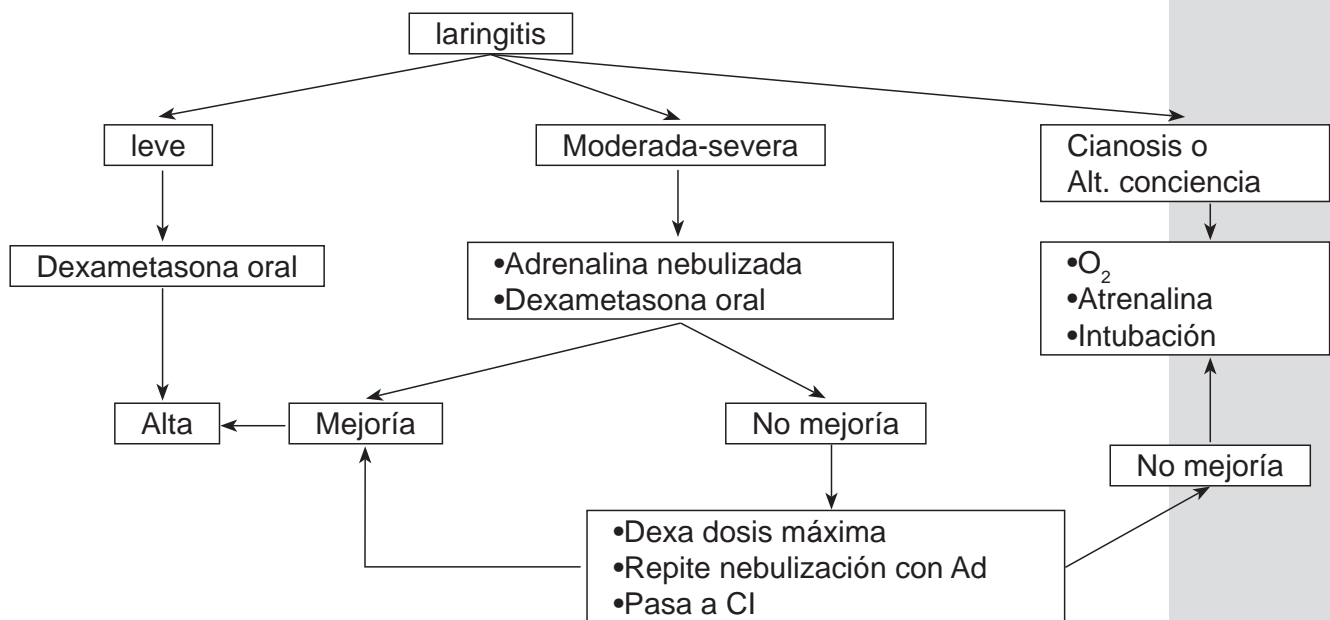 laringitis
leve
Moderada-severa
Cianosis o
Alt. conciencia
Dexametasona oral
•Adrenalina nebulizada
•Dexametasona oral
•O2
•Atrenalina
•Intubación
Alta
Mejoría
No mejoría
No mejoría
•Dexa dosis máxima
•Repite nebulización con Ad
•Pasa a CI